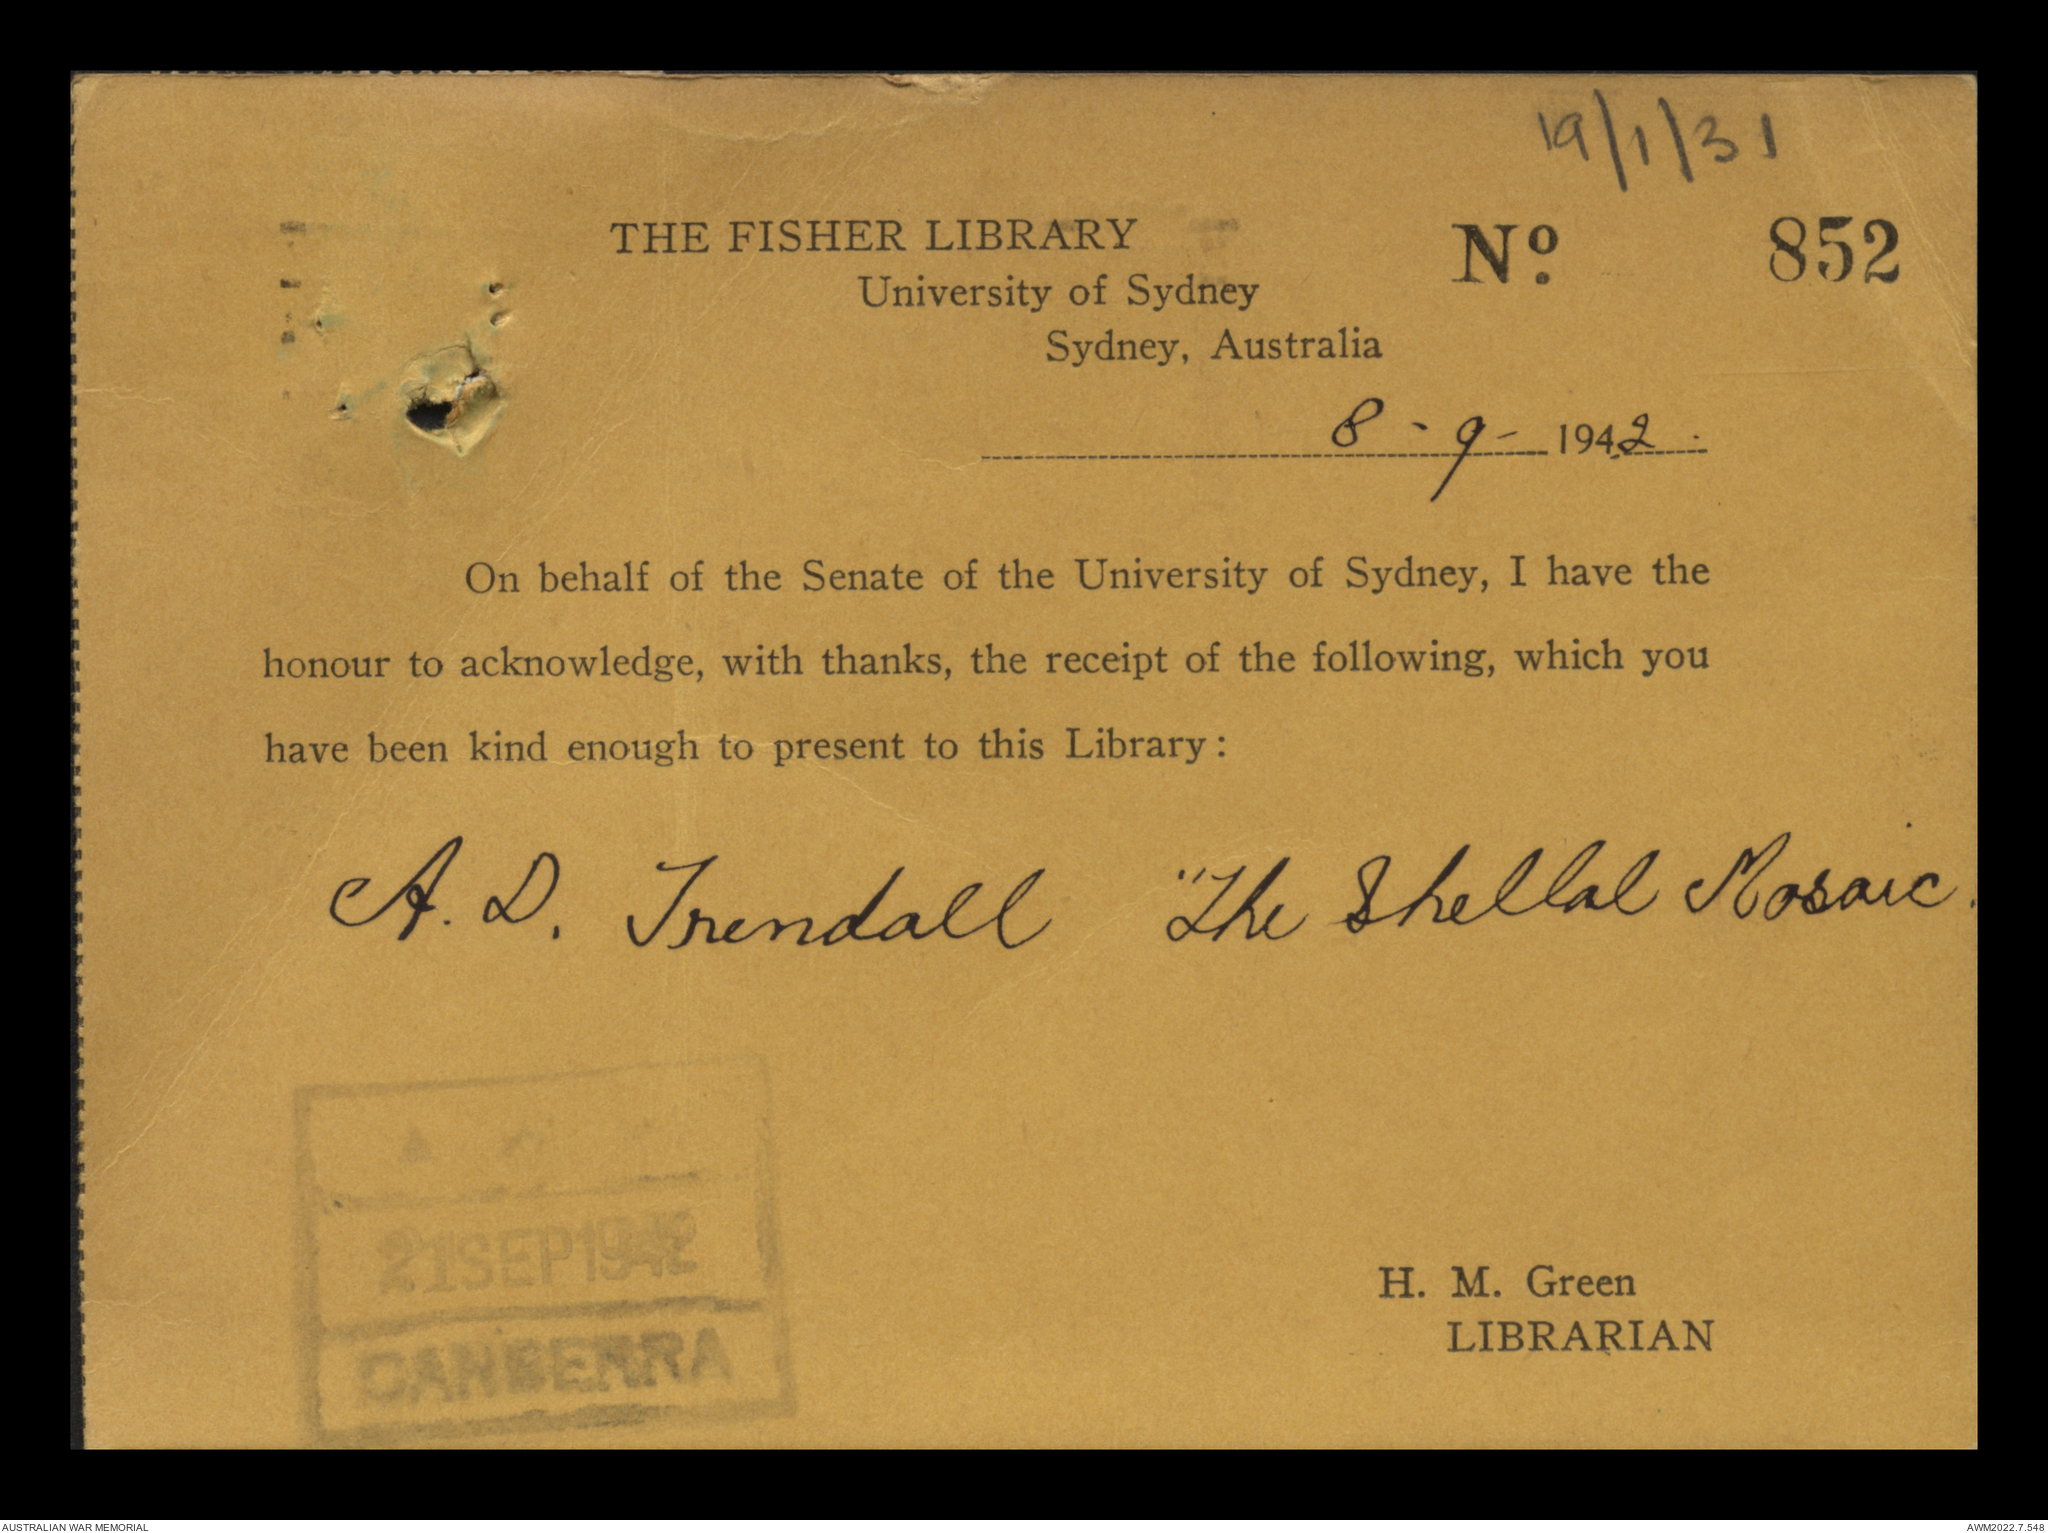 19/1/31
THE FISHER LIBRARY
Nº 852
University of Sydney
Sydney, Australia
8 - 9 - 1942.
On behalf of the Senate of the University of Sydney, I have the
honour to acknowledge, with thanks, the receipt of the following, which you
have been kind enough to present to this Library:
A. D. Trendall "The Shellal Mosaic.
21 SEP 1942
CANBERRA
H. M. Green
LIBRARIAN
AUSTRALIAN WAR MEMORIAL
AWM2022.7.548